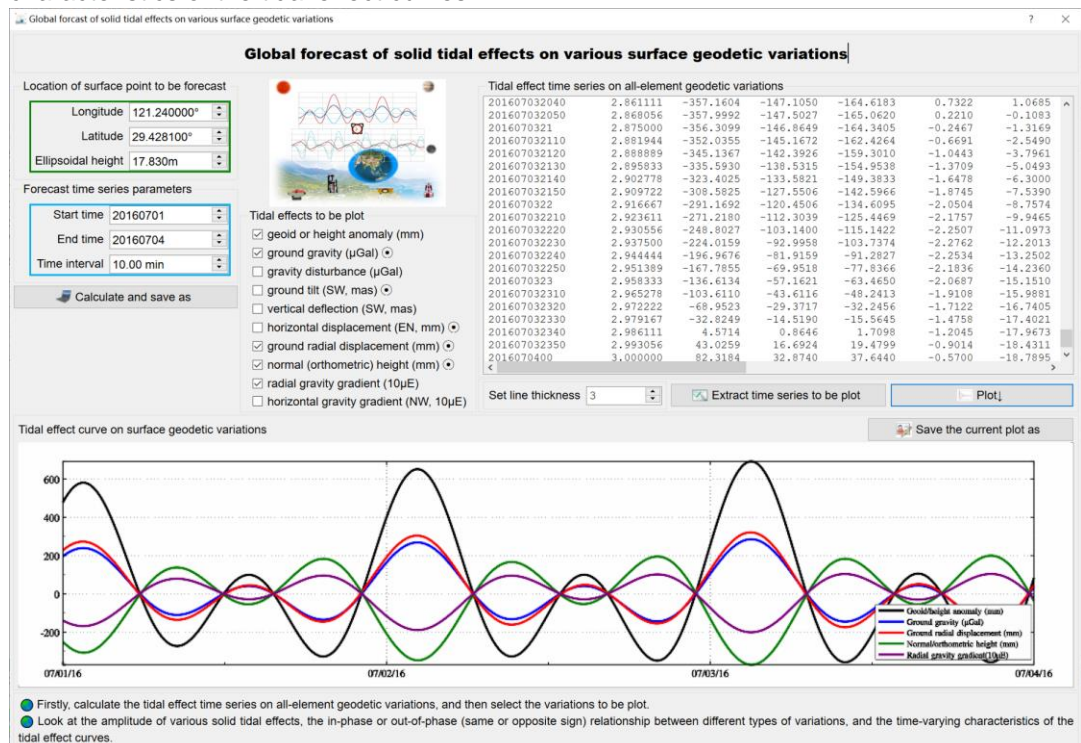 Global forcast of solid tidal effects on various surface geodetic variations
? ×
Global forecast of solid tidal effects on various surface geodetic variations
Location of surface point to be forecast
Longitude 121.240000°
Latitude 29.428100°
Ellipsoidal height 17.830m
Forecast time series parameters
Start time 20160701
End time 20160704
Time interval 10.00 min
Calculate and save as
Tidal effects to be plot
geoid or height anomaly (mm)
ground gravity (μGal)
gravity disturbance (μGal)
ground tilt (SW, mas)
vertical deflection (SW, mas)
horizontal displacement (EN, mm)
ground radial displacement (mm)
normal (orthometric) height (mm)
radial gravity gradient (10μE)
horizontal gravity gradient (NW, 10μE)
Tidal effect time series on all-element geodetic variations
201607032040 2.861111 -357.1604 -147.1050 -164.6183 0.7322 1.0685
201607032050 2.868056 -357.9992 -147.5027 -165.0620 0.2210 -0.1083
2016070321 2.875000 -356.3099 -146.8649 -164.3405 -0.2467 -1.3169
201607032110 2.881944 -352.0355 -145.1672 -162.4264 -0.6691 -2.5490
201607032120 2.888889 -345.1367 -142.3926 -159.3010 -1.0443 -3.7961
201607032130 2.895833 -335.5930 -138.5315 -154.9538 -1.3709 -5.0493
201607032140 2.902778 -323.4025 -133.5821 -149.3833 -1.6478 -6.3000
201607032150 2.909722 -308.5825 -127.5506 -142.5966 -1.8745 -7.5390
2016070322 2.916667 -291.1692 -120.4506 -134.6095 -2.0504 -8.7574
201607032210 2.923611 -271.2180 -112.3039 -125.4469 -2.1757 -9.9465
201607032220 2.930556 -248.8027 -103.1400 -115.1422 -2.2507 -11.0973
201607032230 2.937500 -224.0159 -92.9958 -103.7374 -2.2762 -12.2013
201607032240 2.944444 -196.9676 -81.9159 -91.2827 -2.2534 -13.2502
201607032250 2.951389 -167.7855 -69.9518 -77.8366 -2.1836 -14.2360
2016070323 2.958333 -136.6134 -57.1621 -63.4650 -2.0687 -15.1510
201607032310 2.965278 -103.6110 -43.6116 -48.2413 -1.9108 -15.9881
201607032320 2.972222 -68.9523 -29.3717 -32.2456 -1.7122 -16.7405
201607032330 2.979167 -32.8249 -14.5190 -15.5645 -1.4758 -17.4021
201607032340 2.986111 4.5714 0.8646 1.7098 -1.2045 -17.9673
201607032350 2.993056 43.0259 16.6924 19.4799 -0.9014 -18.4311
2016070400 3.000000 82.3184 32.8740 37.6440 -0.5700 -18.7895
Set line thickness 3
Extract time series to be plot
Plot↓
Tidal effect curve on surface geodetic variations
Save the current plot as
600
400
200
0
-200
07/01/16 07/02/16 07/03/16 07/04/16
Geoid/height anomaly (mm)
Ground gravity (μGal)
Ground radial displacement (mm)
Normal/orthometric height (mm)
Radial gravity gradient(10μE)
Firstly, calculate the tidal effect time series on all-element geodetic variations, and then select the variations to be plot.
Look at the amplitude of various solid tidal effects, the in-phase or out-of-phase (same or opposite sign) relationship between different types of variations, and the time-varying characteristics of the
tidal effect curves.